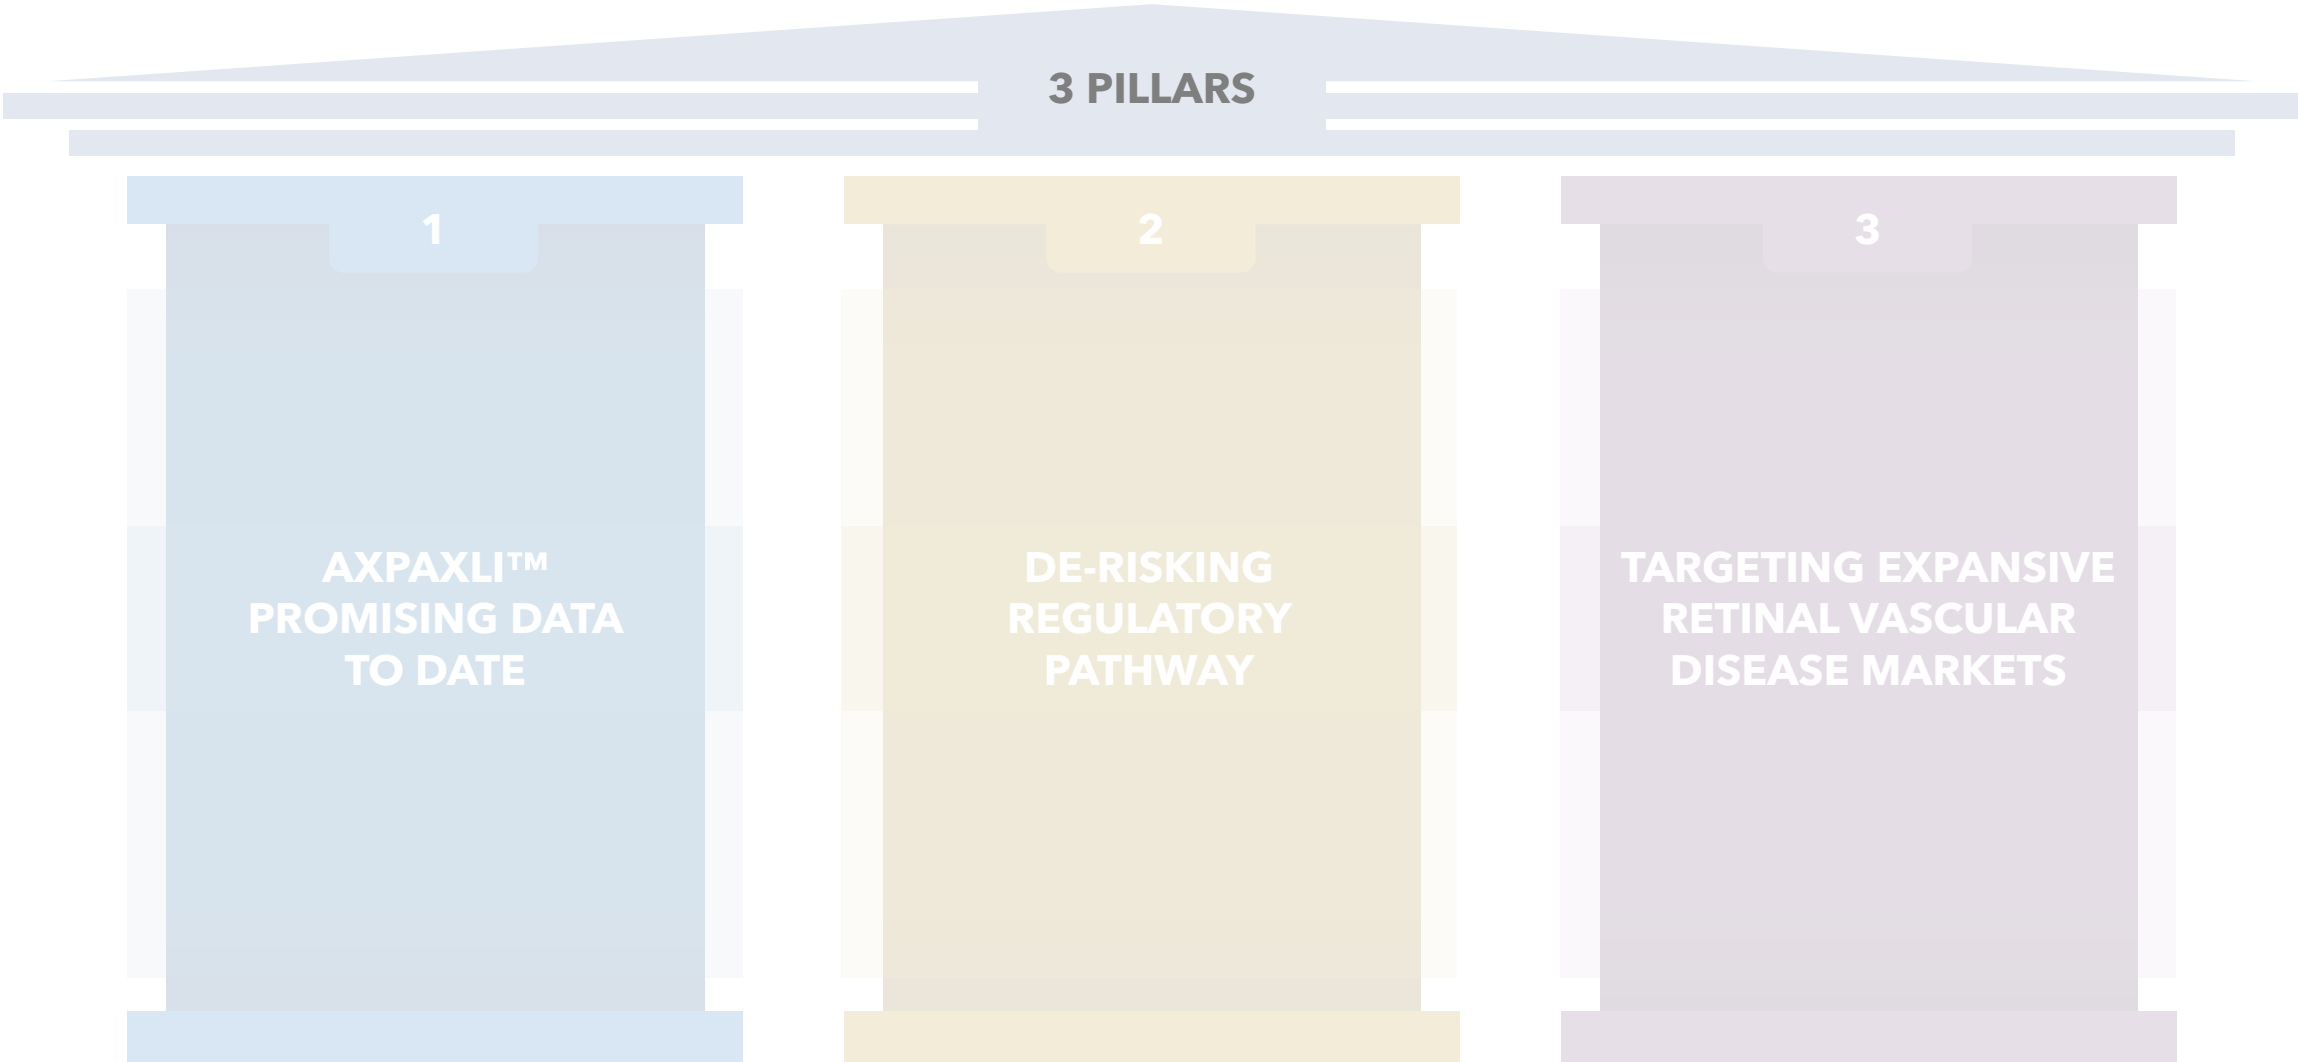 3 PILLARS
1
AXPAXLI™
PROMISING DATA
TO DATE
2
DE-RISKING
REGULATORY
PATHWAY
3
TARGETING EXPANSIVE
RETINAL VASCULAR
DISEASE MARKETS